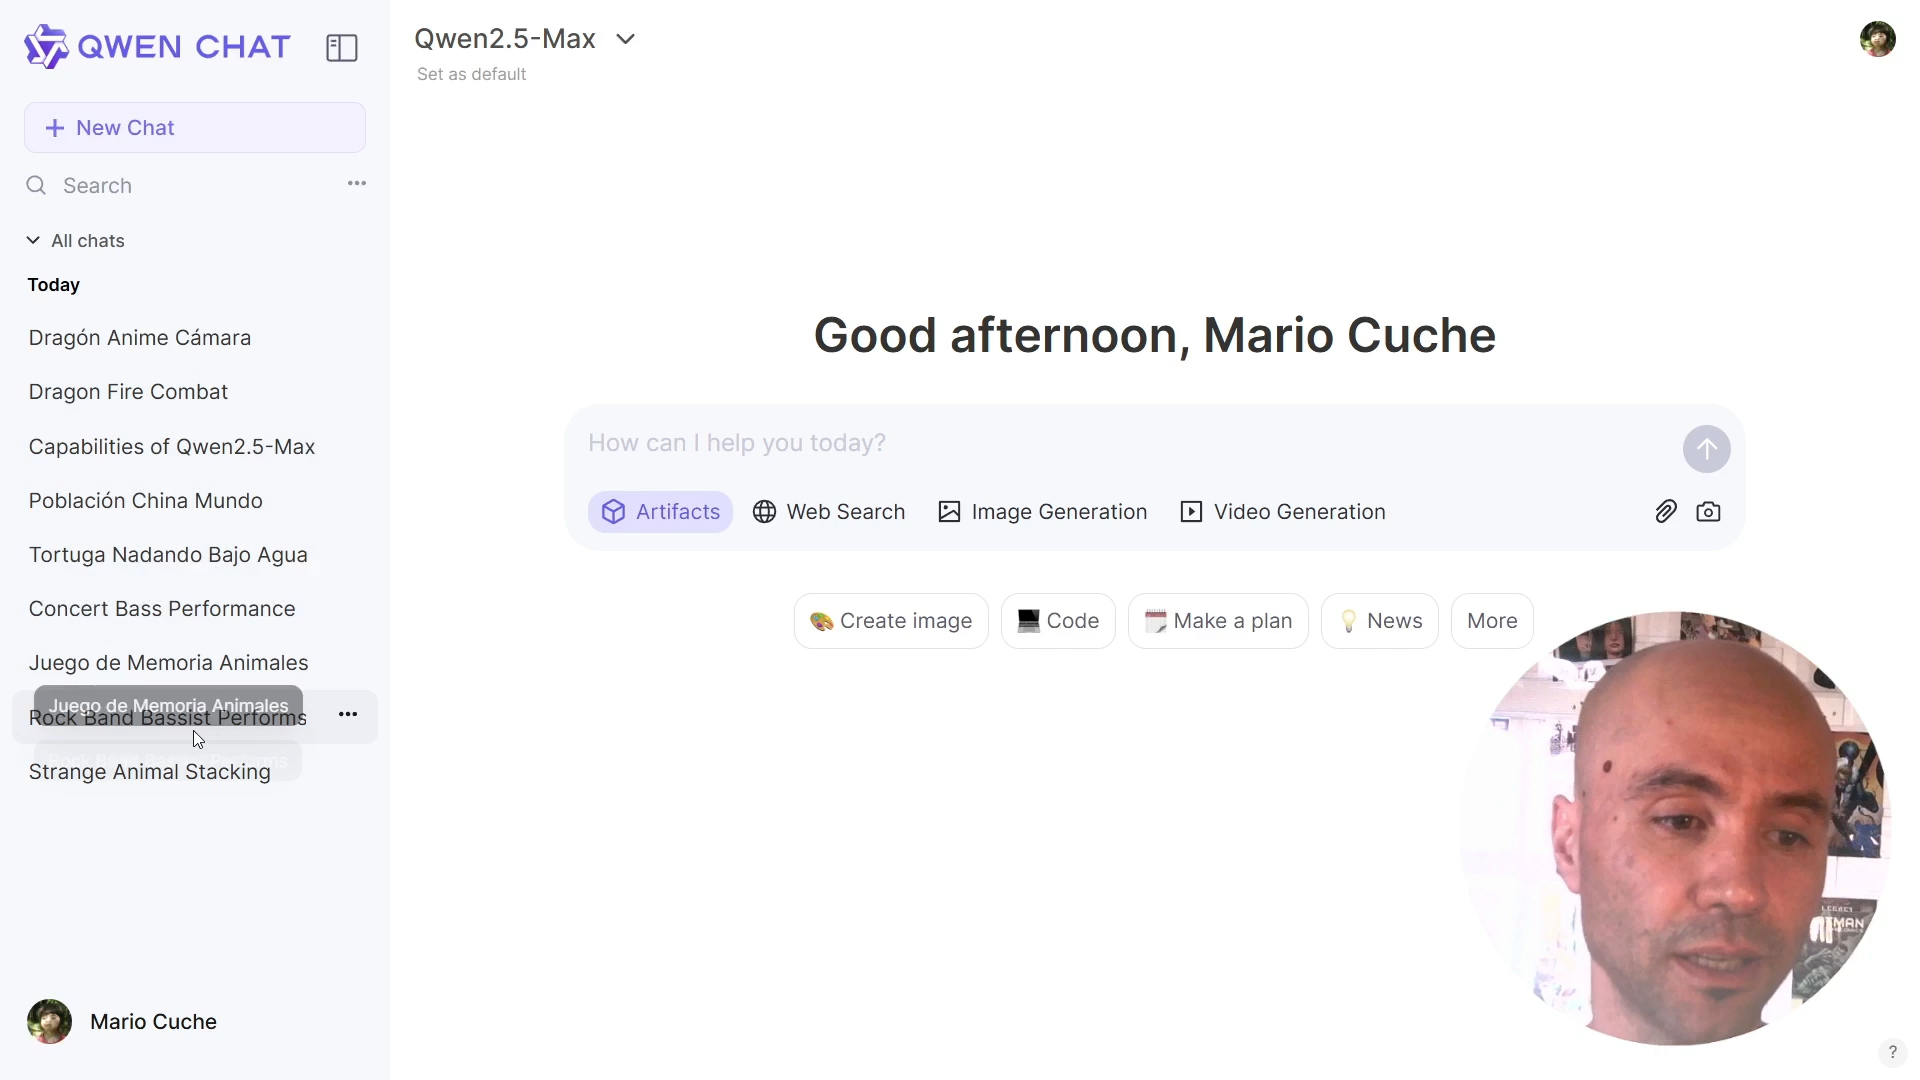 QWEN CHAT
New Chat
Search
All chats
Today
Dragón Anime Cámara
Dragon Fire Combat
Capabilities of Qwen2.5-Max
Población China Mundo
Tortuga Nadando Bajo Agua
Concert Bass Performance
Juego de Memoria Animales
Juego de Memoria Animales
Rock Band Bassist Performs
Strange Animal Stacking
Mario Cuche
Qwen2.5-Max
Set as default
Good afternoon, Mario Cuche
How can I help you today?
Artifacts
Web Search
Image Generation
Video Generation
Create image
Code
Make a plan
News
More
?